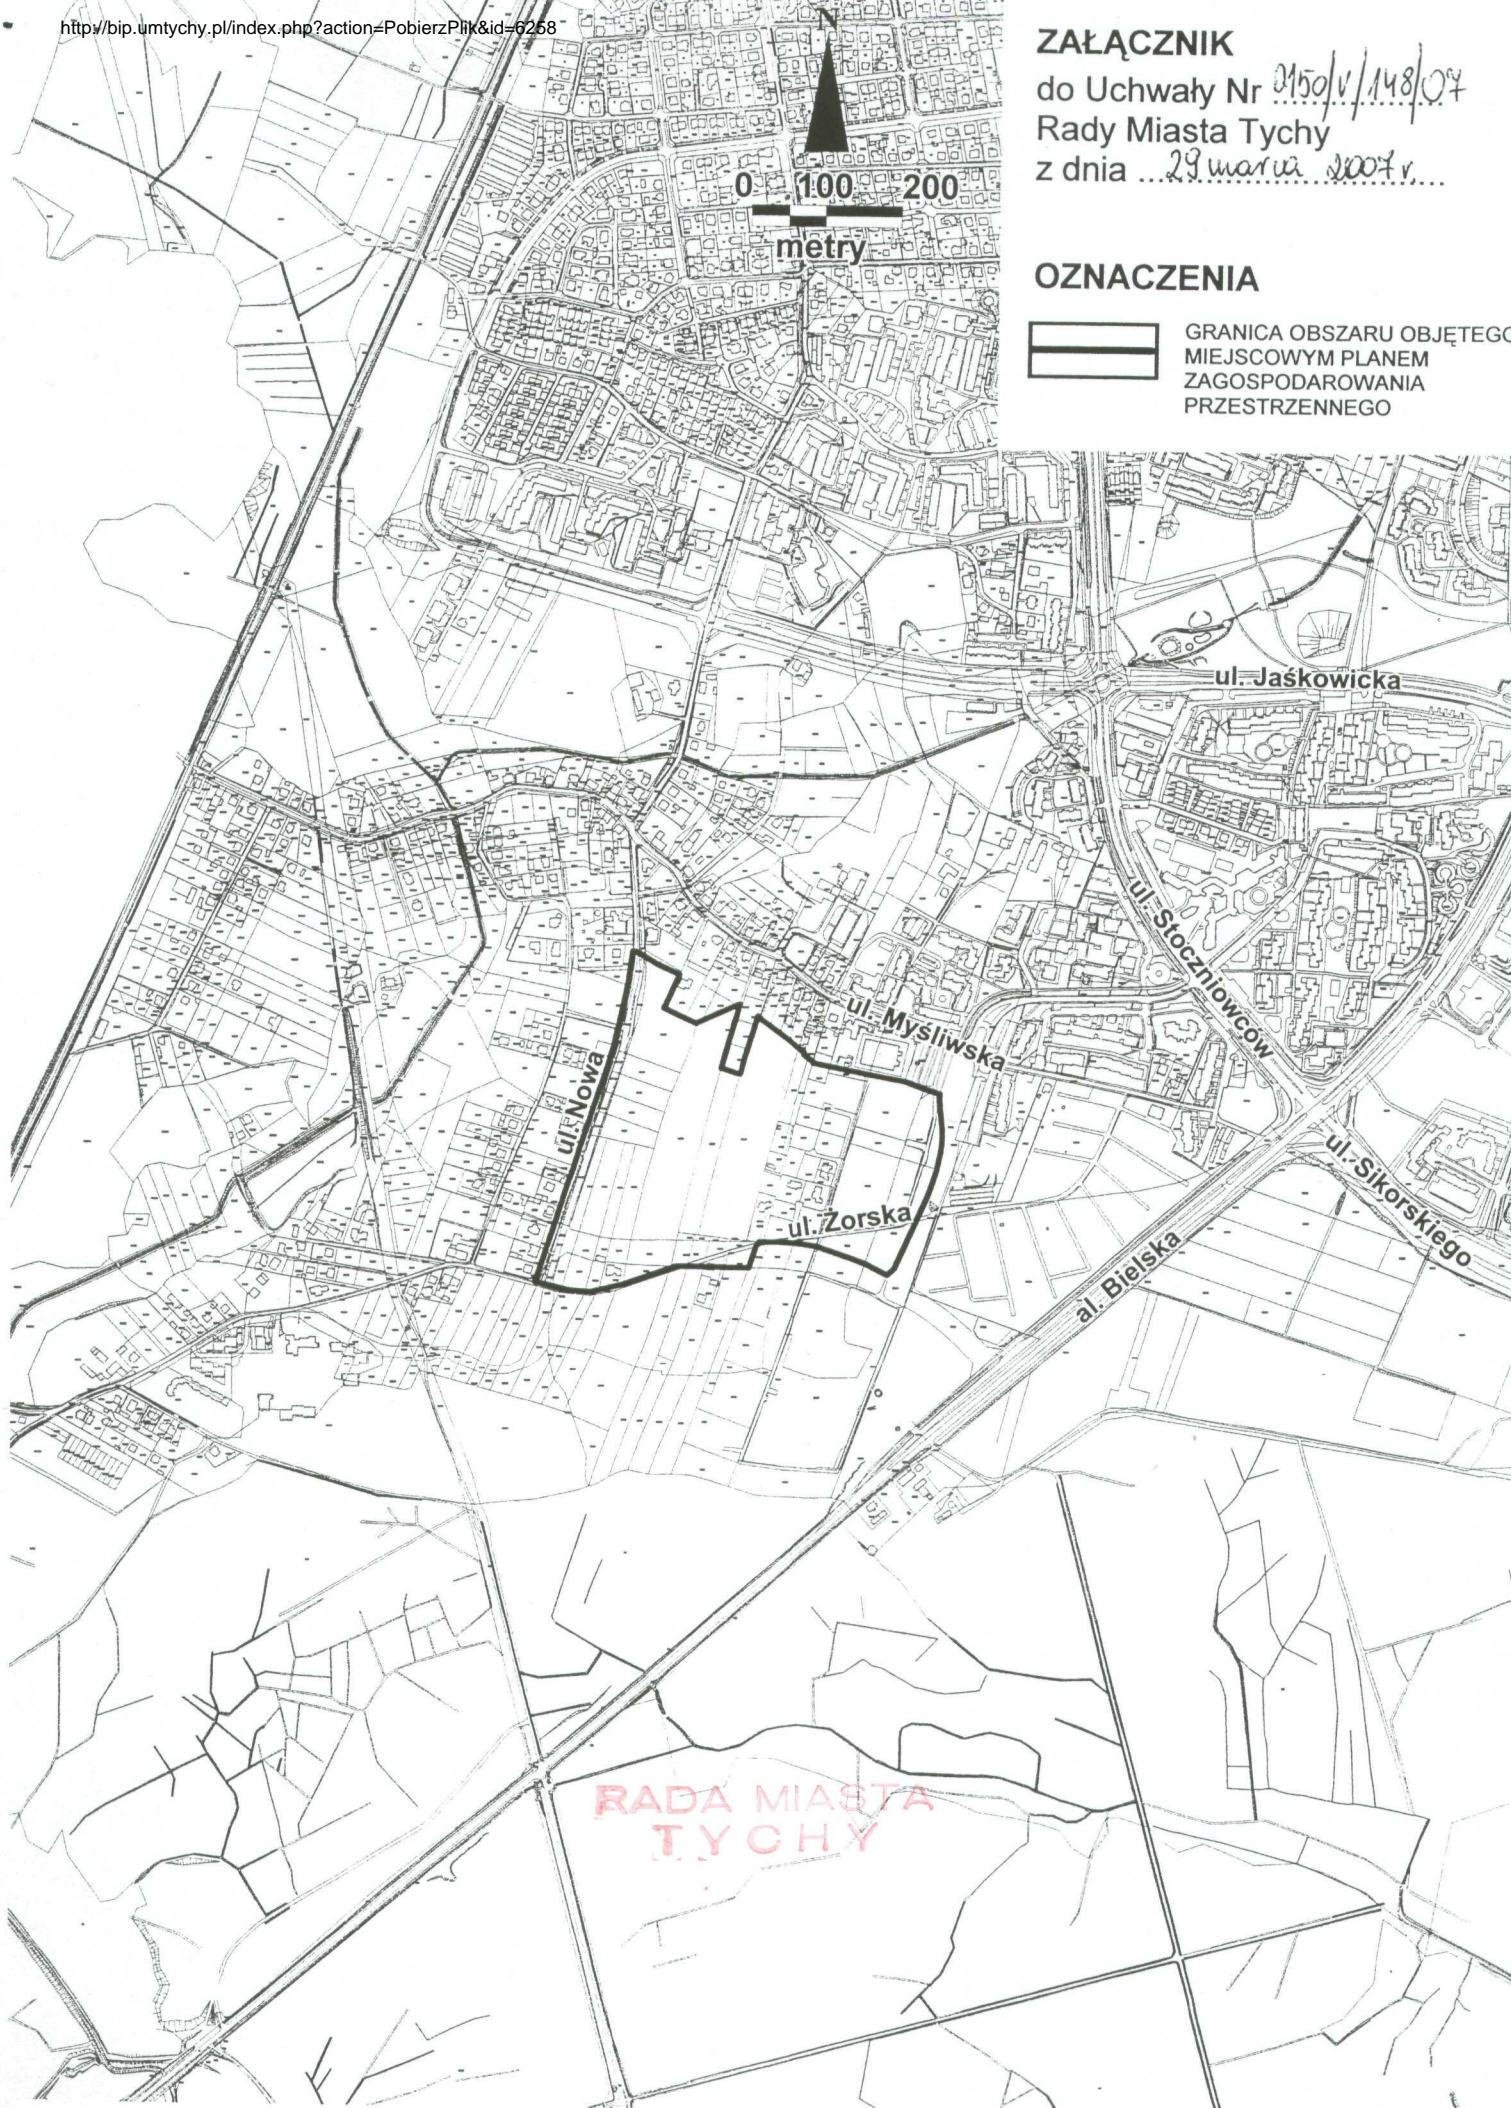 http://bip.umtychy.pl/index.php?action=PobierzPlik&id=6258
ZAŁĄCZNIK
do Uchwały Nr 0150/V/148/07
Rady Miasta Tychy
z dnia ...29 marca 2007 r.
N
0 100 200
metry
OZNACZENIA
GRANICA OBSZARU OBJĘTEGO
MIEJSCOWYM PLANEM
ZAGOSPODAROWANIA
PRZESTRZENNEGO
ul. Jaśkowicka
ul. Stoczniowców
ul. Myśliwska
ul. Nowa
ul. Żorska
ul. Sikorskiego
al. Bielska
RADA MIASTA
TYCHY